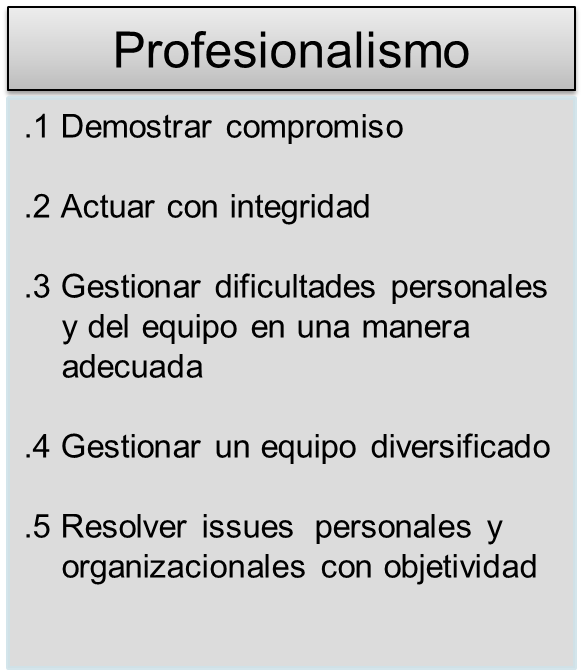 Profesionalismo
.1 Demostrar compromiso
.2 Actuar con integridad
.3 Gestionar dificultades personales
y del equipo en una manera
adecuada
.4 Gestionar un equipo diversificado
.5 Resolver issues personales y
organizacionales con objetividad